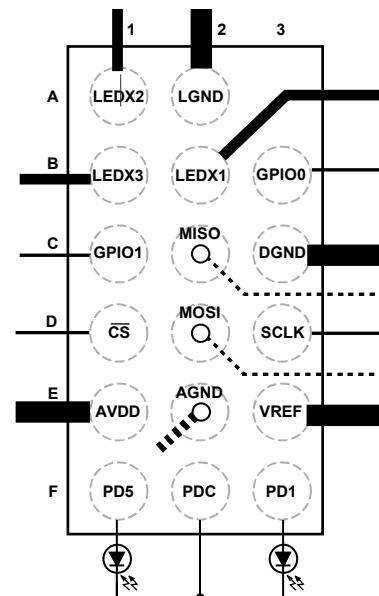 1 2 3
A LEDX2 LGND
B LEDX3 LEDX1 GPIO0
C GPIO1 MISO DGND
D CS MOSI SCLK
E AVDD AGND VREF
F PD5 PDC PD1